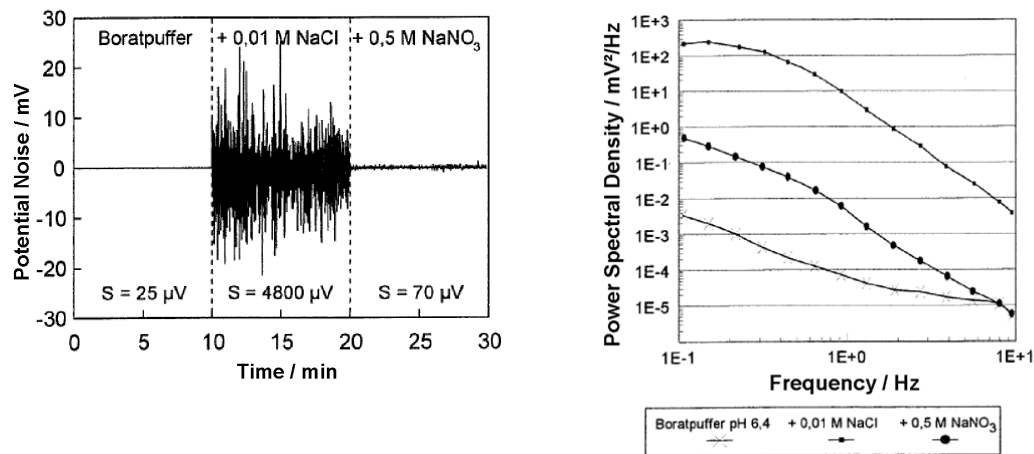 Potential Noise / mV
30
20
10
0
-10
-20
-30
Boratpuffer
+ 0,01 M NaCl
+ 0,5 M NaNO₃
S = 25 µV
S = 4800 µV
S = 70 µV
0
10
20
30
Time / min
Power Spectral Density / mV²/Hz
1E+3
1E+2
1E+1
1E+0
1E-1
1E-2
1E-3
1E-4
1E-5
1E-1
1E+0
1E+1
Frequency / Hz
Boratpuffer pH 6,4
+ 0,01 M NaCl
+ 0,5 M NaNO₃